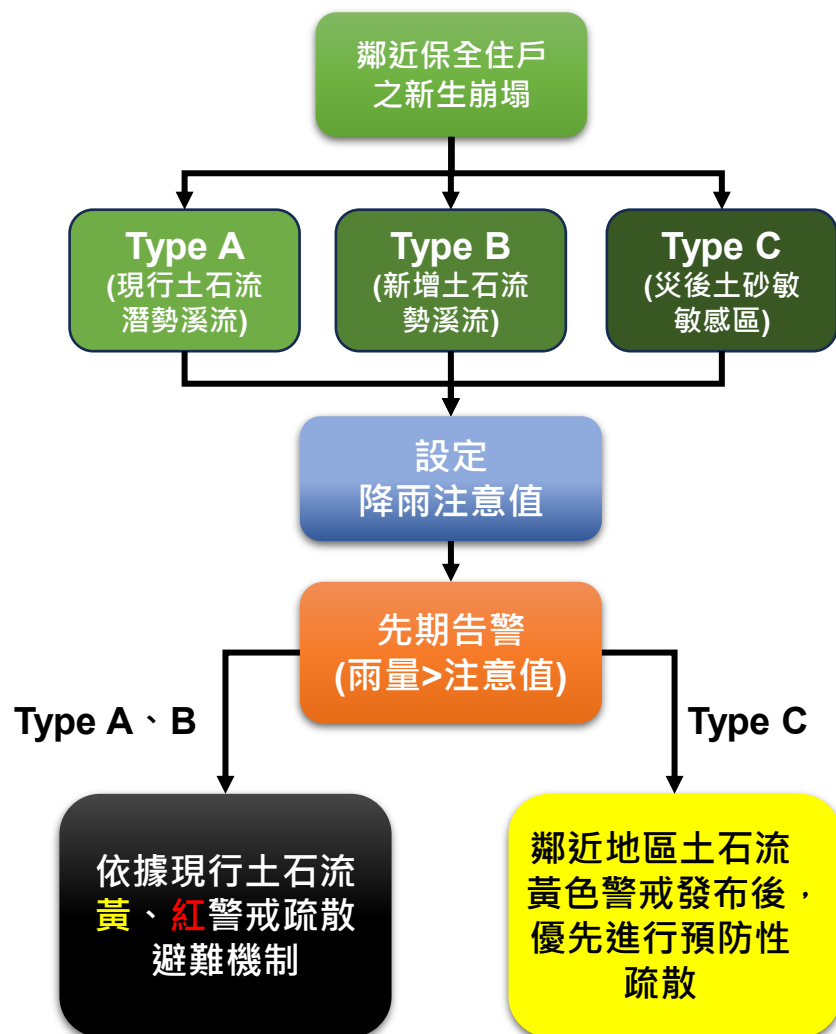 鄰近保全住戶
之新生崩塌
Type A
(現行土石流
潛勢溪流)
Type B
(新增土石流
勢溪流)
Type C
(災後土砂敏
敏感區)
設定
降雨注意值
先期告警
(雨量>注意值)
Type A、B
Type C
依據現行土石流
黃、紅警戒疏散
避難機制
鄰近地區土石流
黃色警戒發布後，
優先進行預防性
疏散